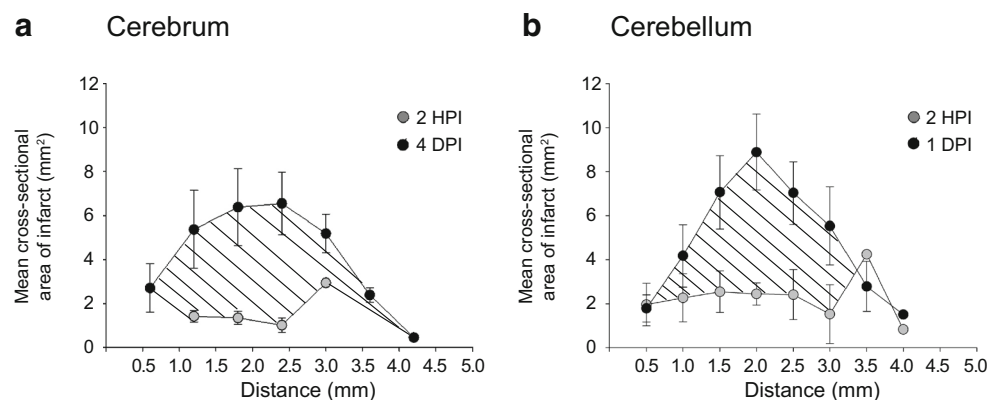 a Cerebrum
Mean cross-sectional
area of infarct (mm²)
12
10
8
6
4
2
0
2 HPI
4 DPI
0.5 1.0 1.5 2.0 2.5 3.0 3.5 4.0 4.5 5.0
Distance (mm)
b Cerebellum
Mean cross-sectional
area of infarct (mm²)
12
10
8
6
4
2
0
2 HPI
1 DPI
0.5 1.0 1.5 2.0 2.5 3.0 3.5 4.0 4.5 5.0
Distance (mm)